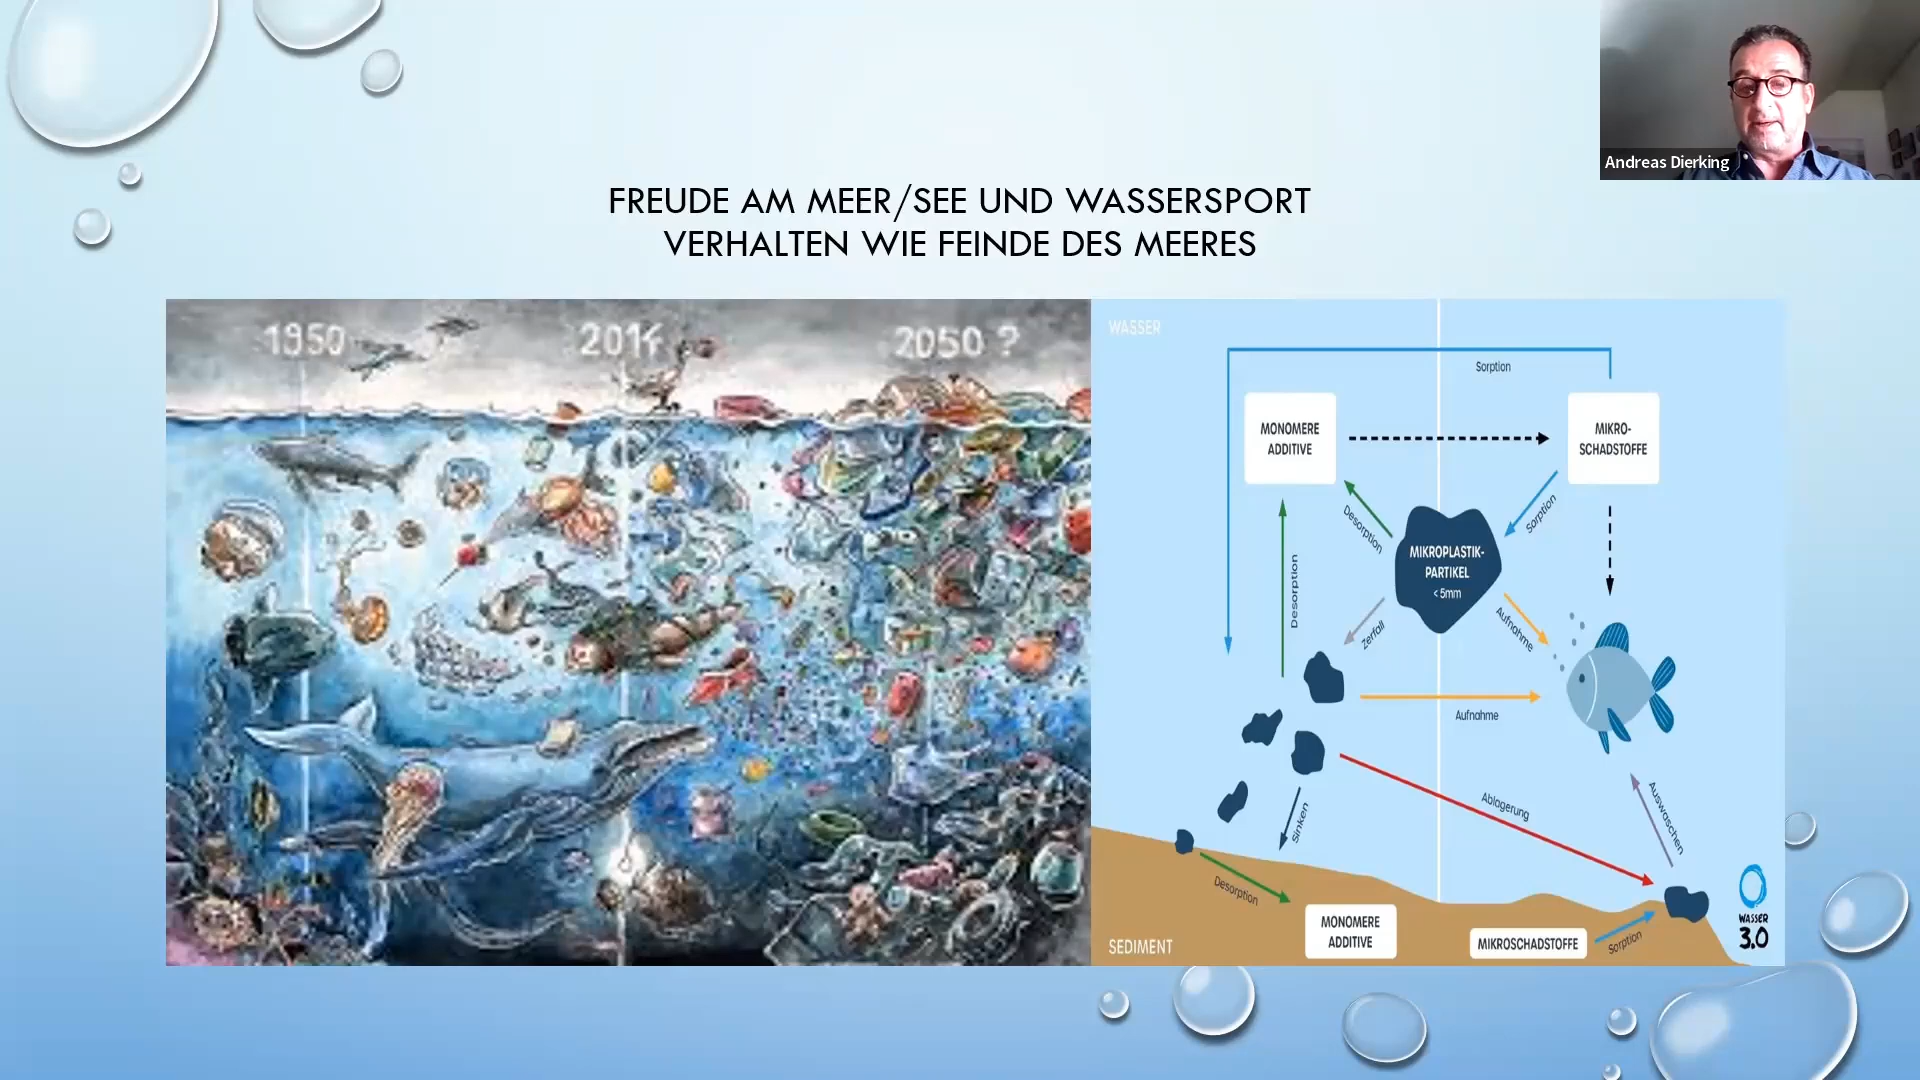 Andreas Dierking
FREUDE AM MEER/SEE UND WASSERSPORT
VERHALTEN WIE FEINDE DES MEERES
1950
2014
2050 ?
WASSER
Sorption
MONOMERE
ADDITIVE
MIKRO-
SCHADSTOFFE
Desorption
Sorption
MIKROPLASTIK-
PARTIKEL
< 5mm
Desorption
Zerfall
Aufnahme
Aufnahme
Ablagerung
Sinken
Auswaschen
Desorption
MONOMERE
ADDITIVE
MIKROSCHADSTOFFE
Sorption
SEDIMENT
WASSER
3.0